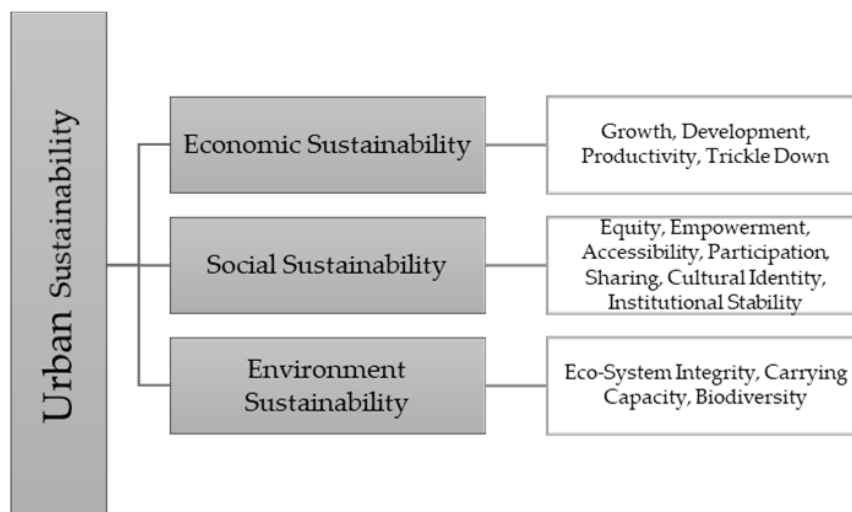 Urban Sustainability
Economic Sustainability
Growth, Development,
Productivity, Trickle Down
Social Sustainability
Equity, Empowerment,
Accessibility, Participation,
Sharing, Cultural Identity,
Institutional Stability
Environment
Sustainability
Eco-System Integrity, Carrying
Capacity, Biodiversity